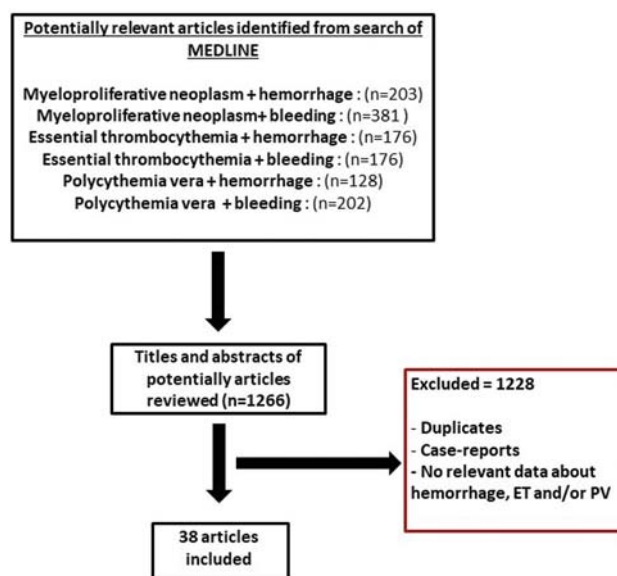 Potentially relevant articles identified from search of
MEDLINE
Myeloproliferative neoplasm + hemorrhage : (n=203)
Myeloproliferative neoplasm+ bleeding : (n=381 )
Essential thrombocythemia + hemorrhage : (n=176)
Essential thrombocythemia + bleeding : (n=176)
Polycythemia vera + hemorrhage : (n=128)
Polycythemia vera + bleeding : (n=202)
Titles and abstracts of
potentially articles
reviewed (n=1266)
Excluded = 1228
- Duplicates
- Case-reports
- No relevant data about
hemorrhage, ET and/or PV
38 articles
included